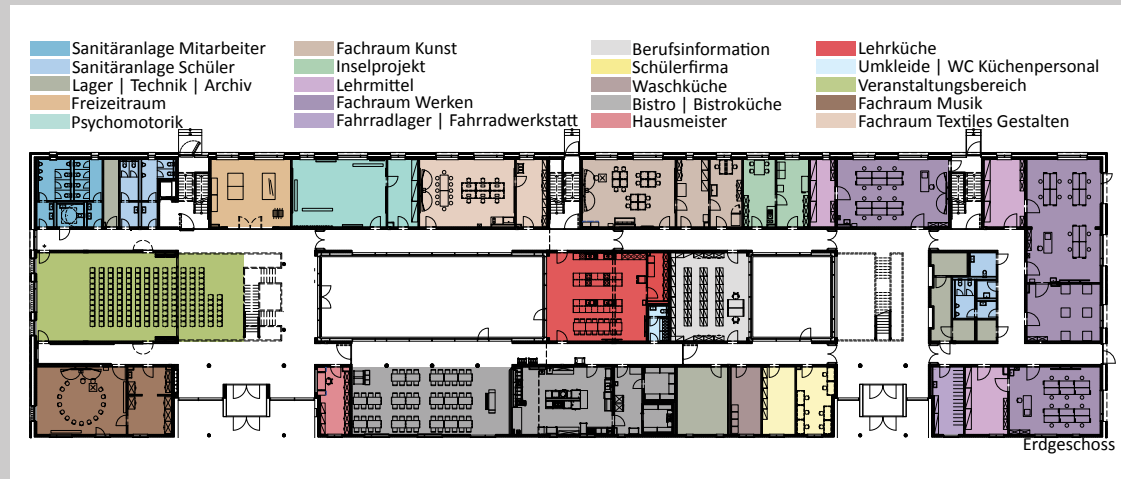 Sanitäranlage Mitarbeiter
Sanitäranlage Schüler
Lager | Technik | Archiv
Freizeitraum
Psychomotorik
Fachraum Kunst
Inselprojekt
Lehrmittel
Fachraum Werken
Fahrradlager | Fahrradwerkstatt
Berufsinformation
Schülerfirma
Waschküche
Bistro | Bistroküche
Hausmeister
Lehrküche
Umkleide | WC Küchenpersonal
Veranstaltungsbereich
Fachraum Musik
Fachraum Textiles Gestalten
Erdgeschoss